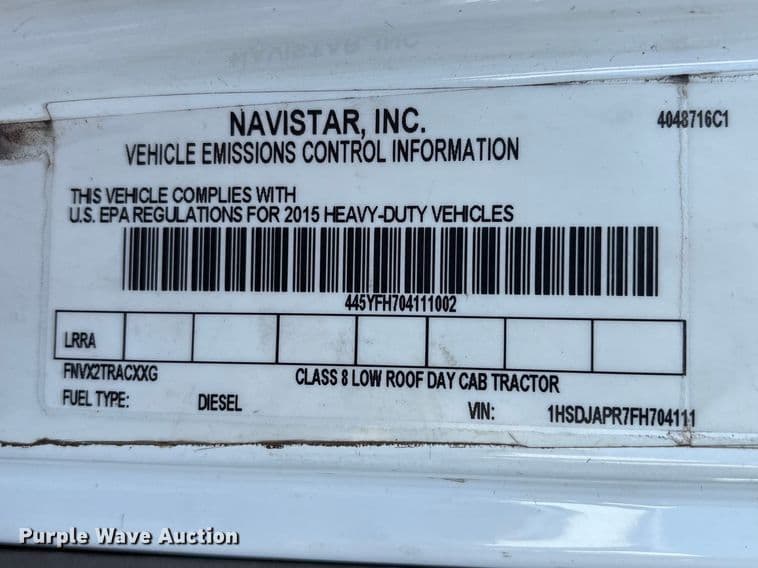 NAVISTAR, INC.
4048716C1
VEHICLE EMISSIONS CONTROL INFORMATION
THIS VEHICLE COMPLIES WITH
U.S. EPA REGULATIONS FOR 2015 HEAVY-DUTY VEHICLES
445YFH704111002
LRRA
FNVX2TRACXXG
CLASS 8 LOW ROOF DAY CAB TRACTOR
FUEL TYPE: DIESEL VIN: 1HSDJAPR7FH704111
Purple Wave Auction